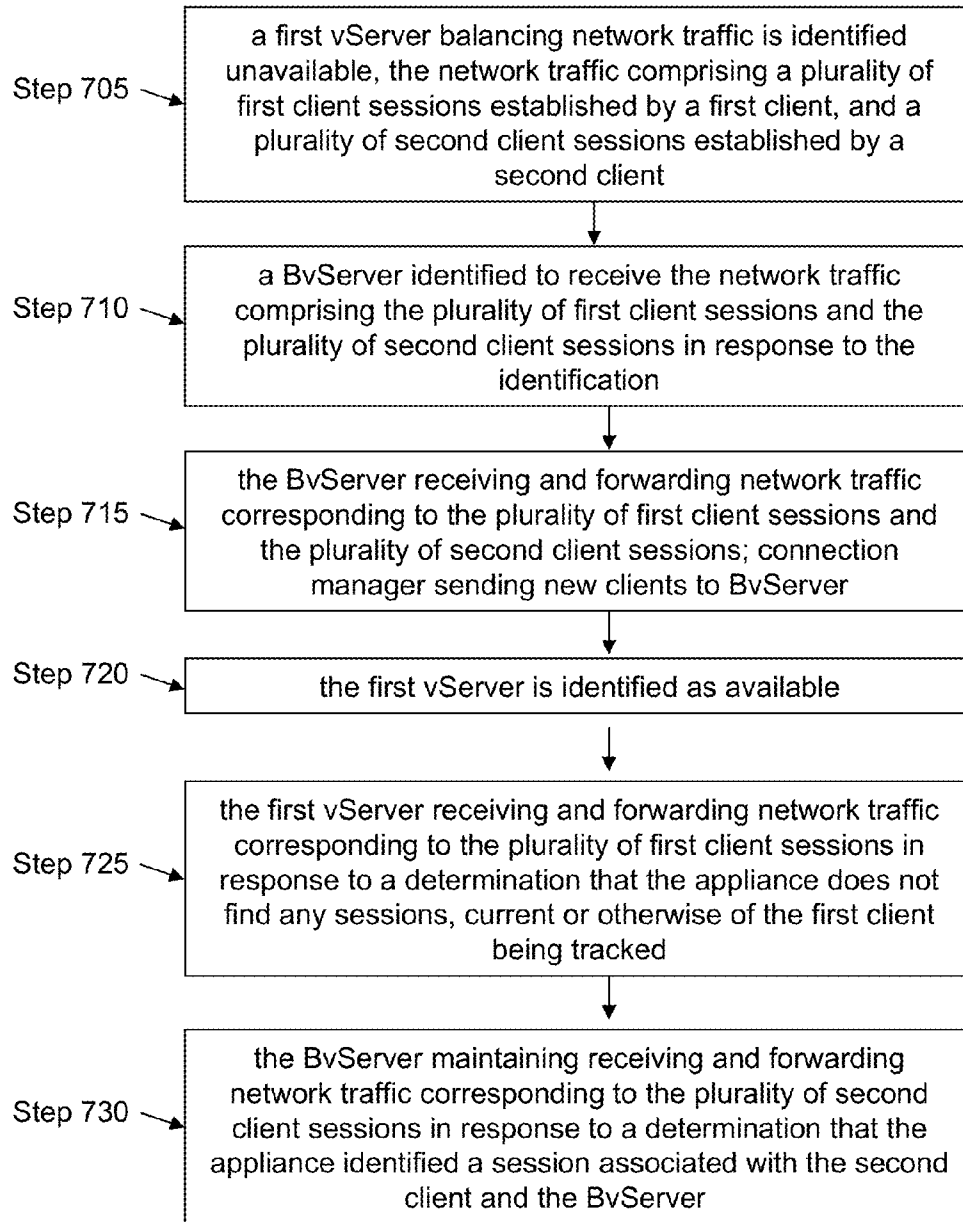 Step 705
a first vServer balancing network traffic is identified
unavailable, the network traffic comprising a plurality of
first client sessions established by a first client, and a
plurality of second client sessions established by a
second client
Step 710
a BvServer identified to receive the network traffic
comprising the plurality of first client sessions and the
plurality of second client sessions in response to the
identification
Step 715
the BvServer receiving and forwarding network traffic
corresponding to the plurality of first client sessions and
the plurality of second client sessions; connection
manager sending new clients to BvServer
Step 720
the first vServer is identified as available
Step 725
the first vServer receiving and forwarding network traffic
corresponding to the plurality of first client sessions in
response to a determination that the appliance does not
find any sessions, current or otherwise of the first client
being tracked
Step 730
the BvServer maintaining receiving and forwarding
network traffic corresponding to the plurality of second
client sessions in response to a determination that the
appliance identified a session associated with the second
client and the BvServer